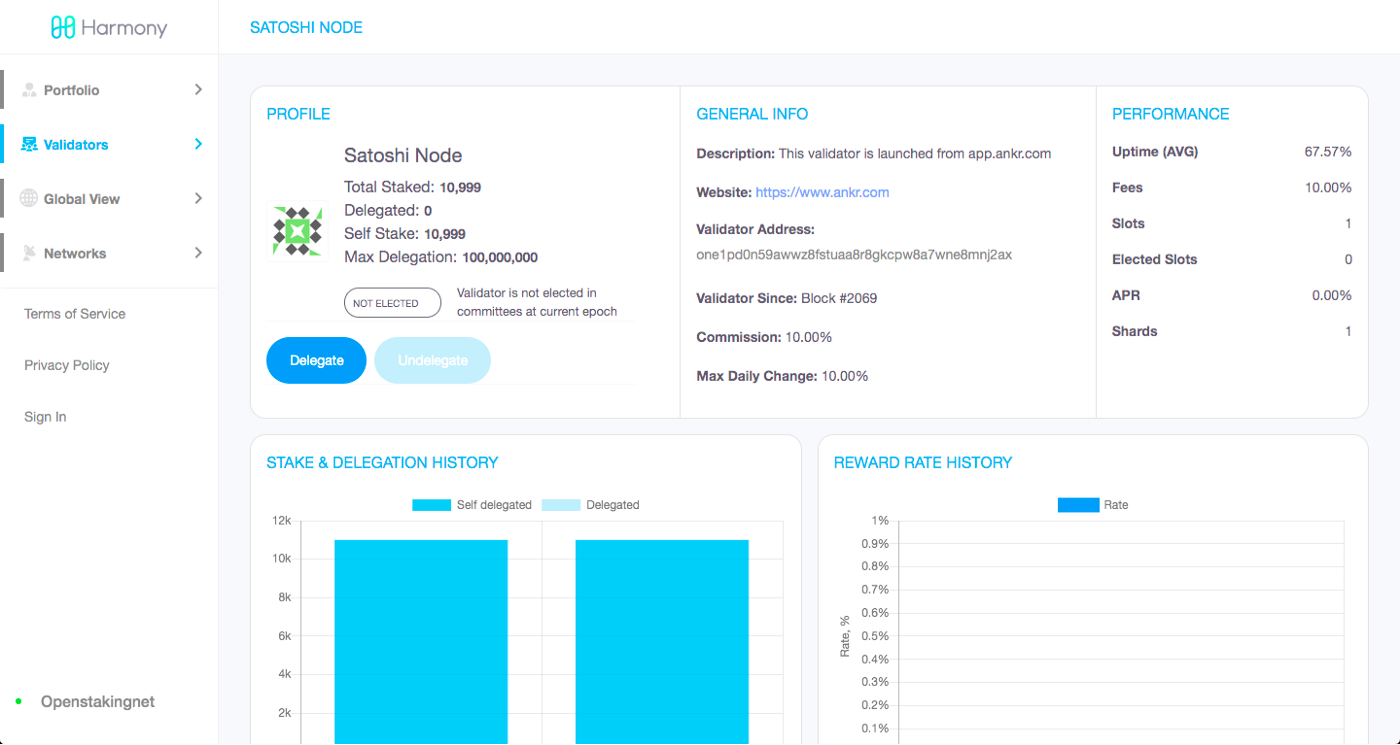 Harmony
SATOSHI NODE
Portfolio
Validators
Global View
Networks
Terms of Service
Privacy Policy
Sign In
Openstakingnet
PROFILE
Satoshi Node
Total Staked: 10,999
Delegated: 0
Self Stake: 10,999
Max Delegation: 100,000,000
NOT ELECTED
Validator is not elected in
committees at current epoch
Delegate
Undelegate
GENERAL INFO
Description: This validator is launched from app.ankr.com
Website: https://www.ankr.com
Validator Address:
one1pd0n59awwz8fstuaa8r8gkcpw8a7wne8mnj2ax
Validator Since: Block #2069
Commission: 10.00%
Max Daily Change: 10.00%
PERFORMANCE
Uptime (AVG) 67.57%
Fees 10.00%
Slots 1
Elected Slots 0
APR 0.00%
Shards 1
STAKE & DELEGATION HISTORY
Self delegated Delegated
12k
10k
8k
6k
4k
2k
REWARD RATE HISTORY
Rate
Rate, %
1%
0.9%
0.8%
0.7%
0.6%
0.5%
0.4%
0.3%
0.2%
0.1%